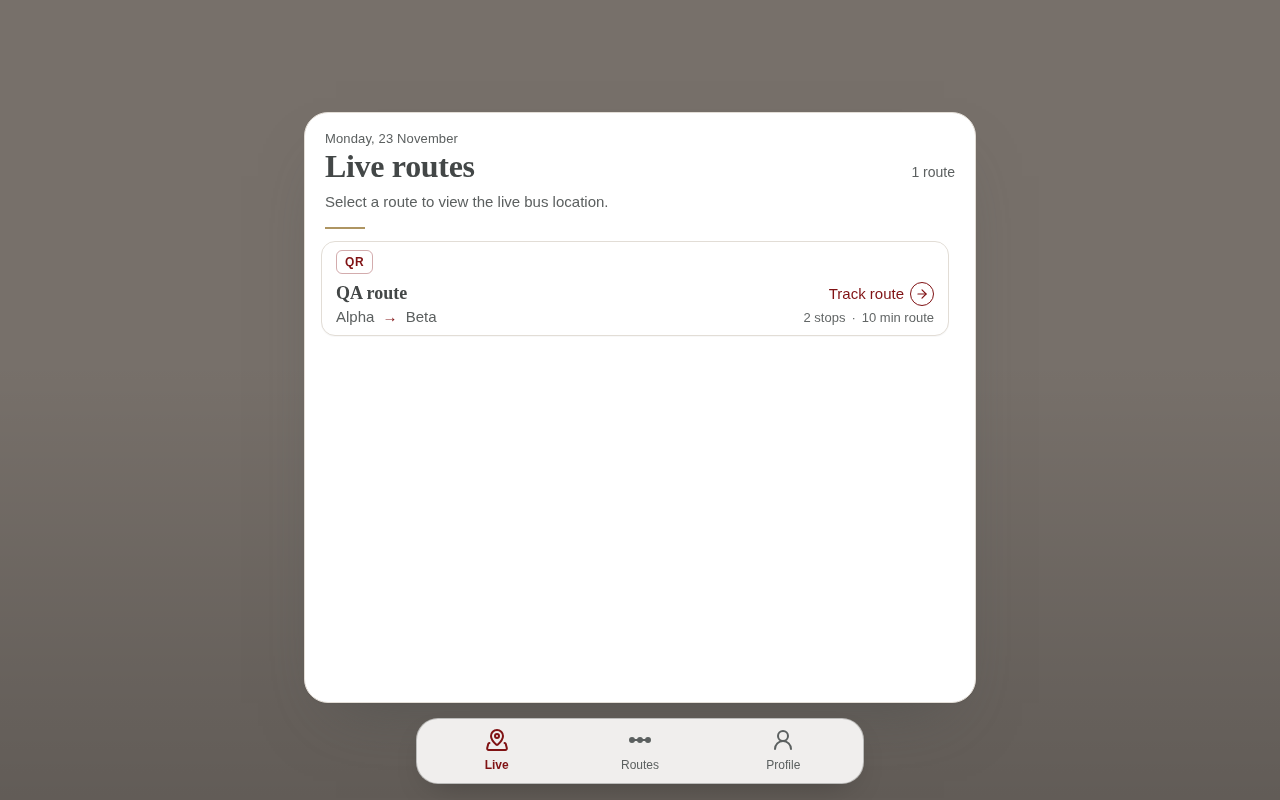 Monday, 23 November
Live routes
1 route
Select a route to view the live bus location.
QR
QA route
Track route
Alpha → Beta
2 stops · 10 min route
Live
Routes
Profile